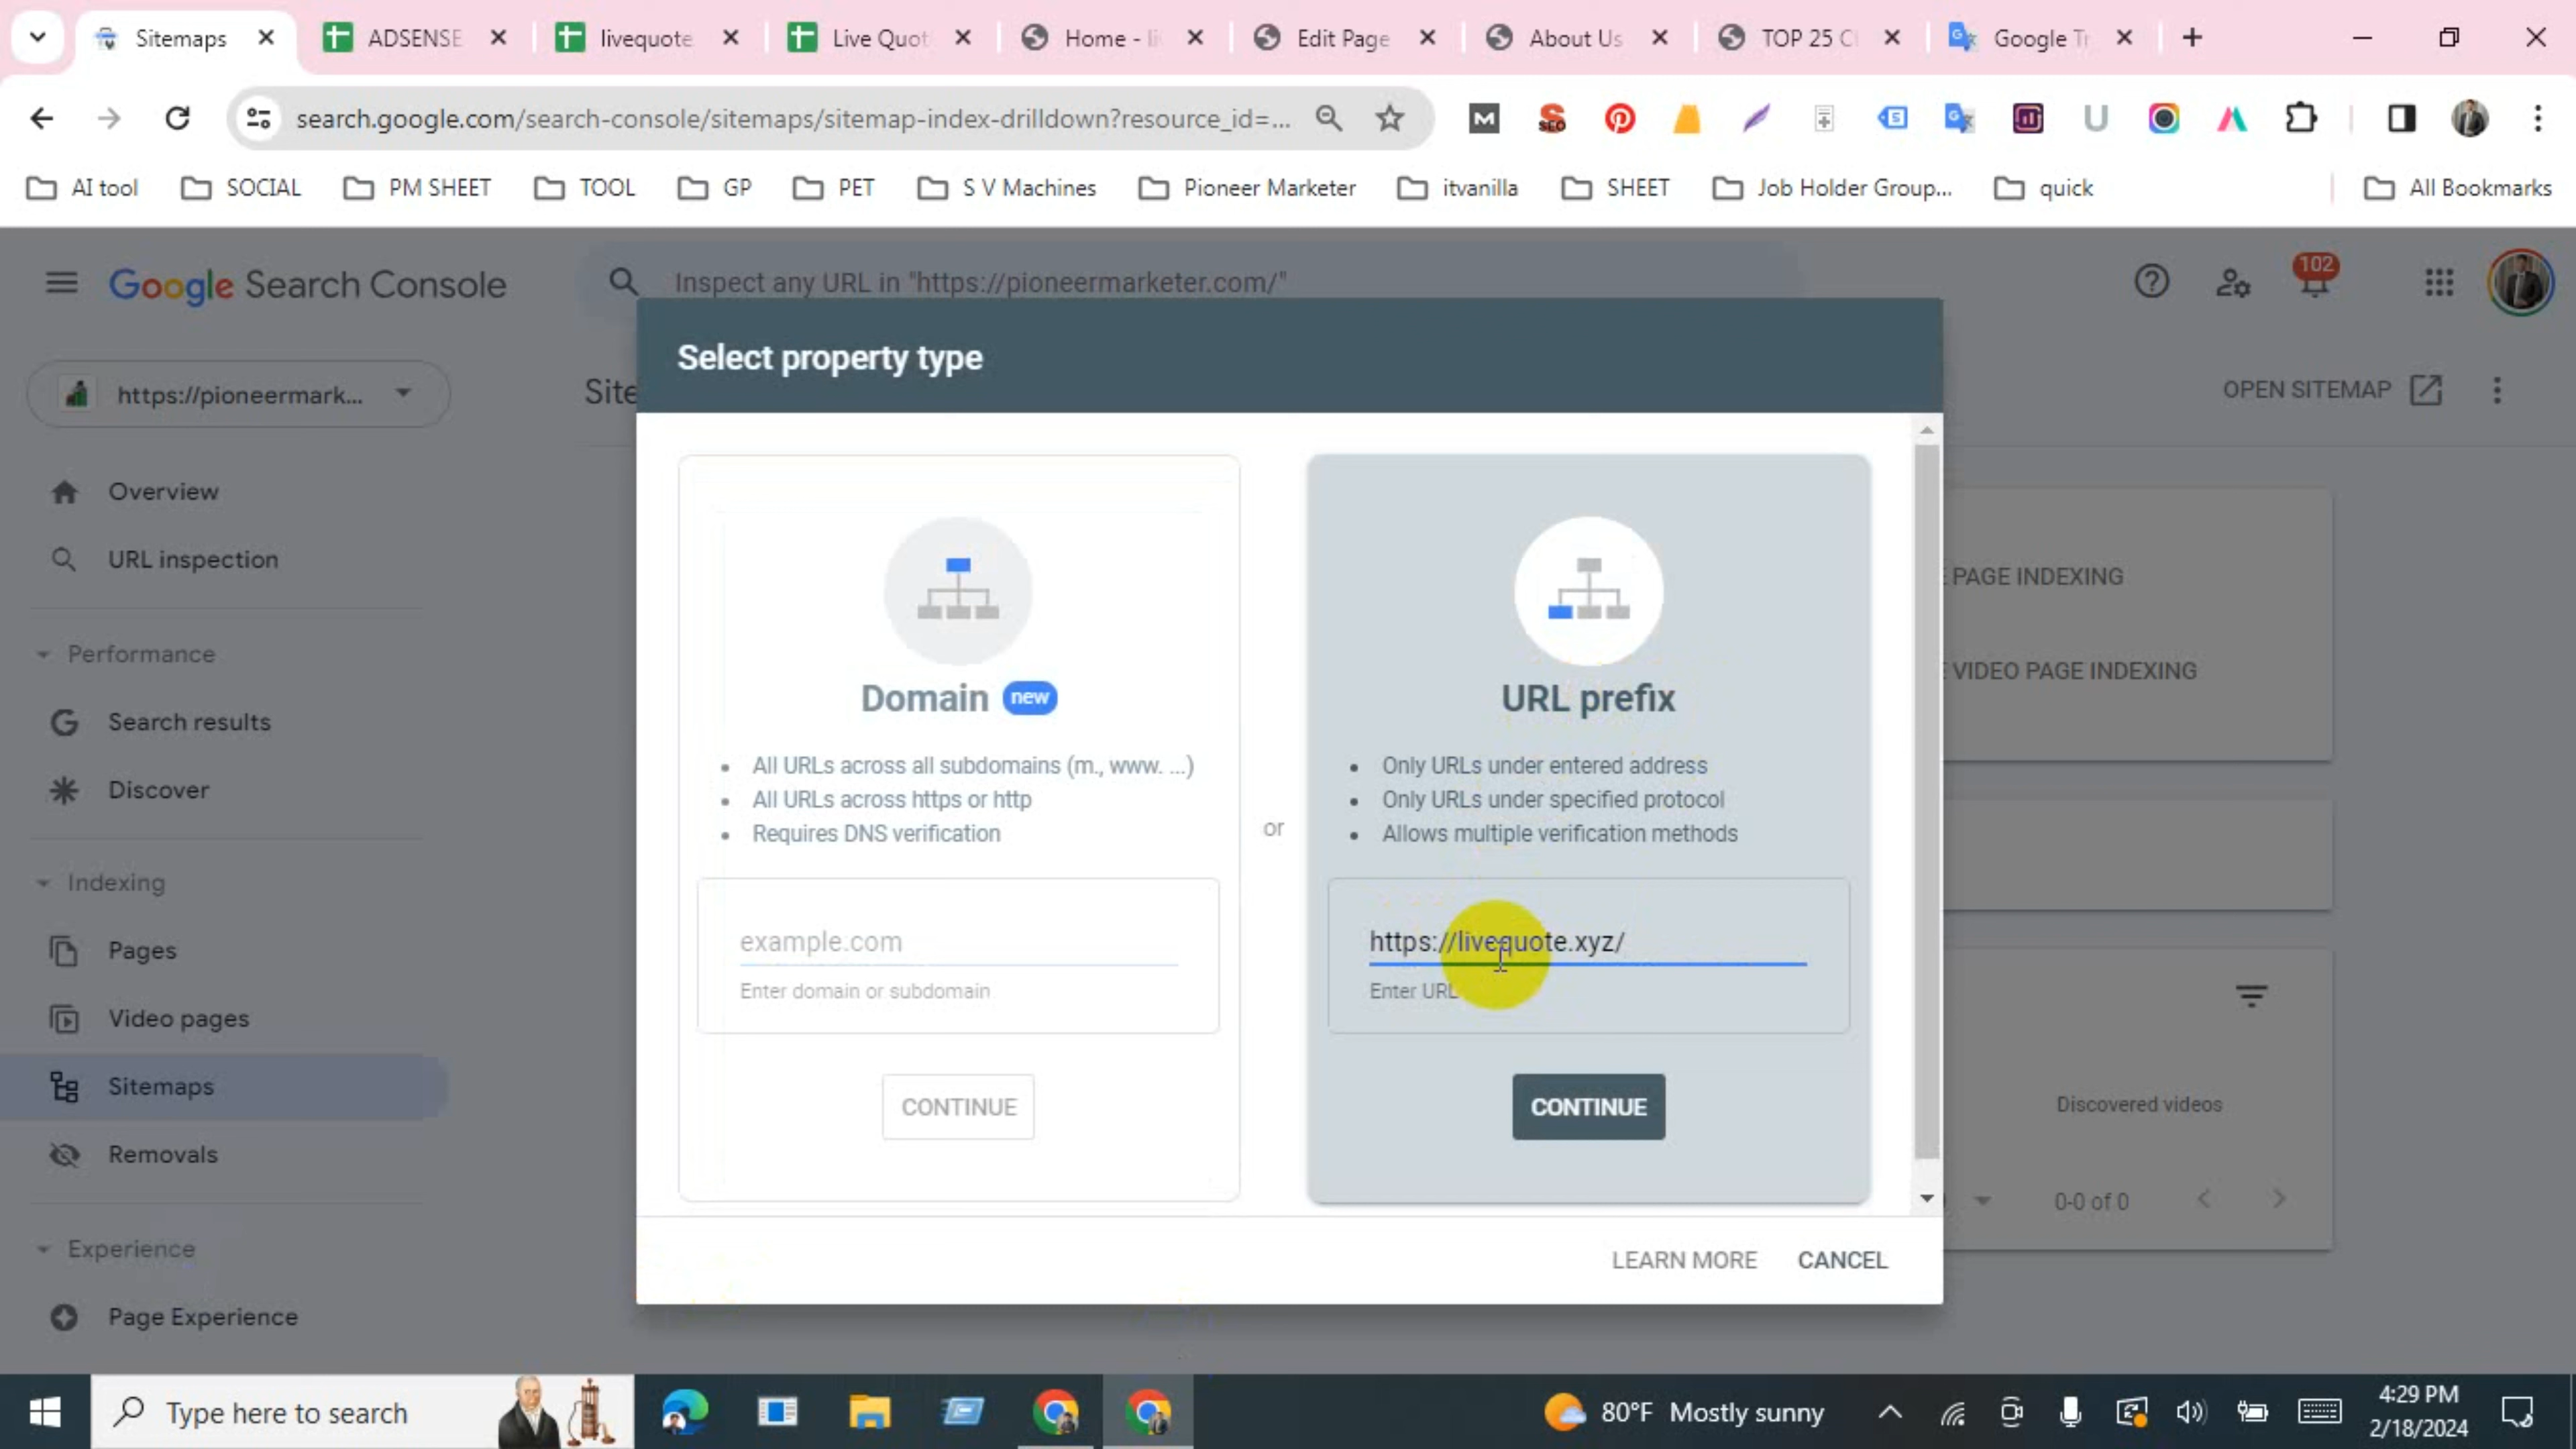 Sitemaps
ADSENSE
livequote
Live Quot
Home - li
Edit Page
About Us
TOP 25 Cl
Google Tr
search.google.com/search-console/sitemaps/sitemap-index-drilldown?resource_id=...
AI tool
SOCIAL
PM SHEET
TOOL
GP
PET
S V Machines
Pioneer Marketer
itvanilla
SHEET
Job Holder Group...
quick
All Bookmarks
Google Search Console
Inspect any URL in "https://pioneermarketer.com/"
102
https://pioneermark...
Site
OPEN SITEMAP
Overview
URL inspection
Performance
Search results
Discover
Indexing
Pages
Video pages
Sitemaps
Removals
Experience
Page Experience
Select property type
Domain new
All URLs across all subdomains (m., www. ...)
All URLs across https or http
Requires DNS verification
example.com
Enter domain or subdomain
CONTINUE
or
URL prefix
Only URLs under entered address
Only URLs under specified protocol
Allows multiple verification methods
https://livequote.xyz/
Enter URL
CONTINUE
LEARN MORE
CANCEL
PAGE INDEXING
VIDEO PAGE INDEXING
Discovered videos
0-0 of 0
Type here to search
80°F Mostly sunny
4:29 PM
2/18/2024